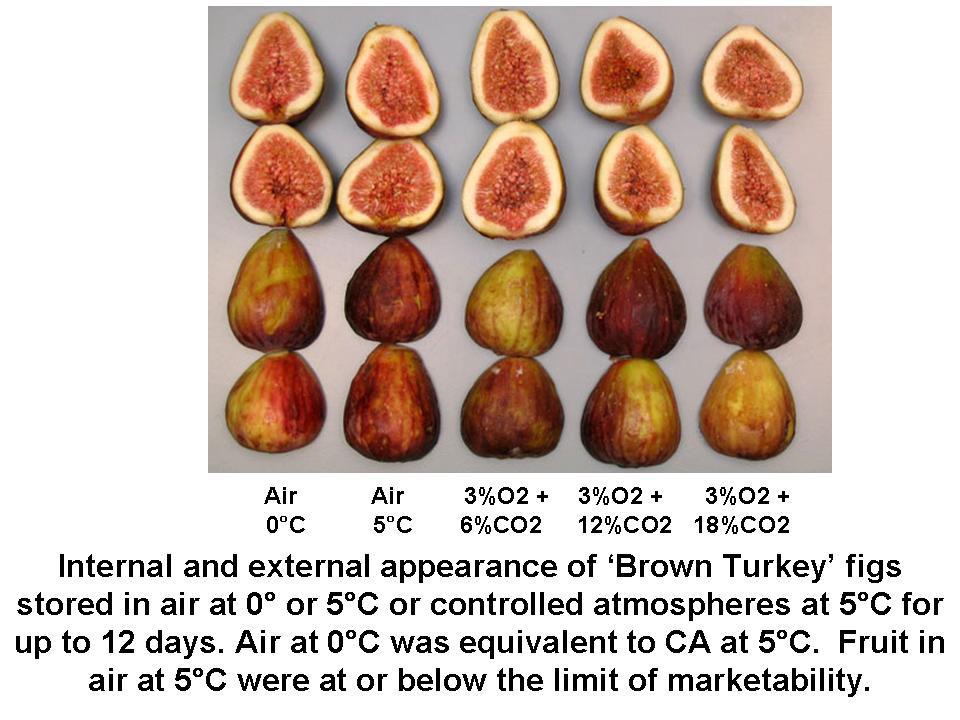 Air Air 3%O2 + 3%O2 + 3%O2 +
0°C 5°C 6%CO2 12%CO2 18%CO2
Internal and external appearance of ‘Brown Turkey’ figs
stored in air at 0° or 5°C or controlled atmospheres at 5°C for
up to 12 days. Air at 0°C was equivalent to CA at 5°C. Fruit in
air at 5°C were at or below the limit of marketability.